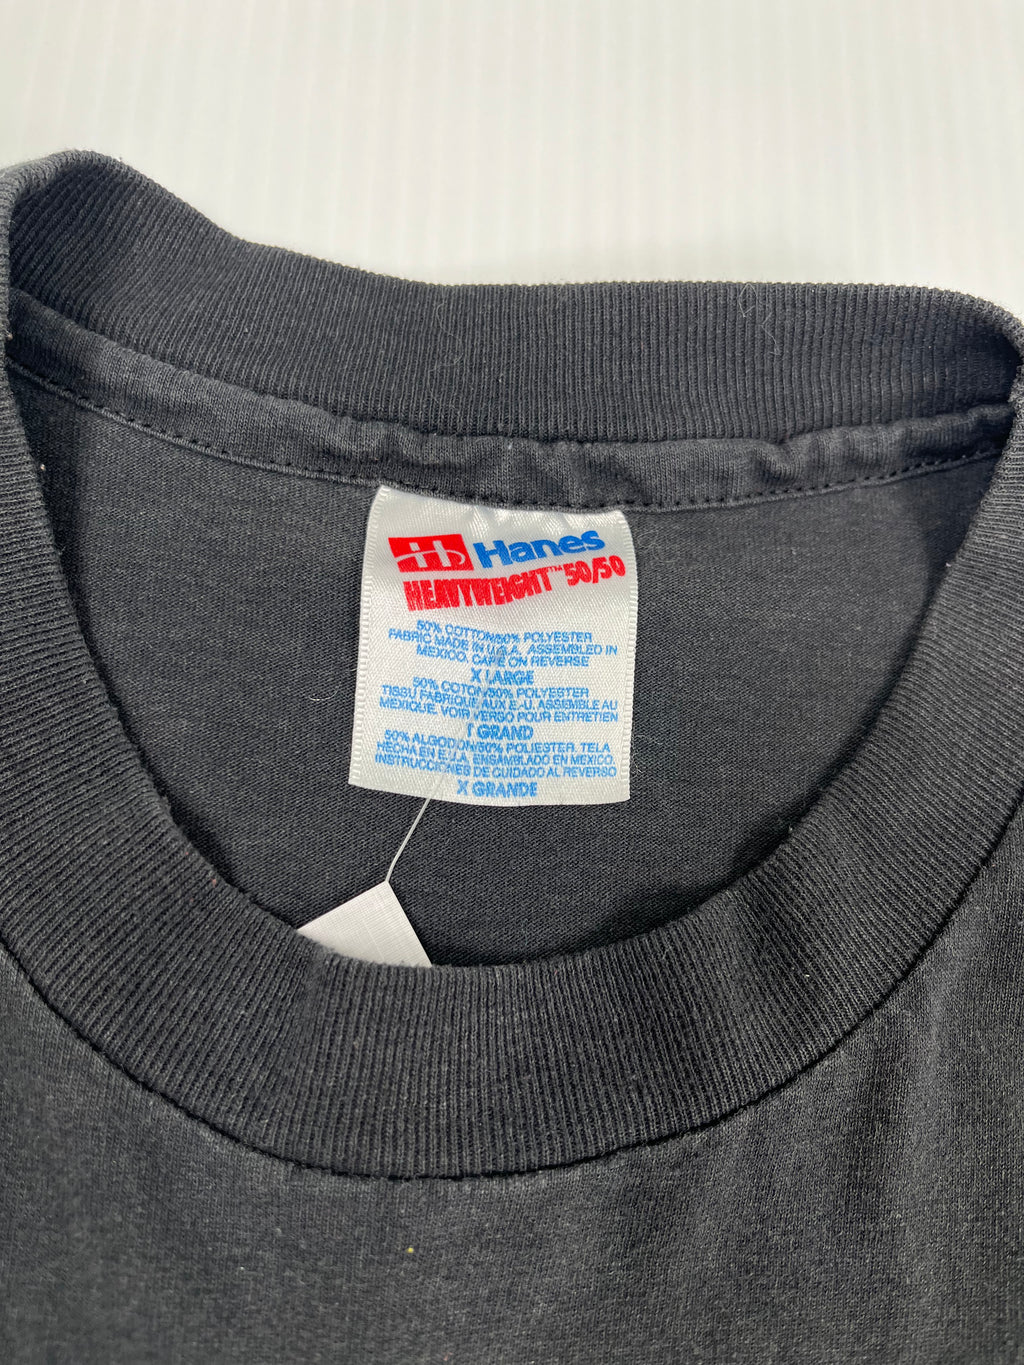 hb Hanes
HEAVYWEIGHT™ 50/50
50% COTTON/50% POLYESTER
FABRIC MADE IN U.S.A. ASSEMBLED IN
MEXICO. CARE ON REVERSE
X LARGE
50% COTON/50% POLYESTER
TISSU FABRIQUE AUX E.-U. ASSEMBLE AU
MEXIQUE. VOIR VERSO POUR ENTRETIEN
T GRAND
50% ALGODON/50% POLIESTER. TELA
HECHA EN E.U.A. ENSAMBLADO EN MEXICO.
INSTRUCCIONES DE CUIDADO AL REVERSO
X GRANDE